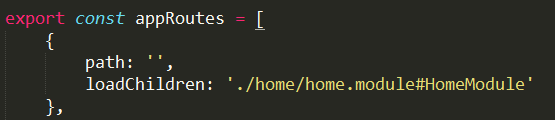 export const appRoutes = [
    {
        path: '',
        loadChildren: './home/home.module#HomeModule'
    },